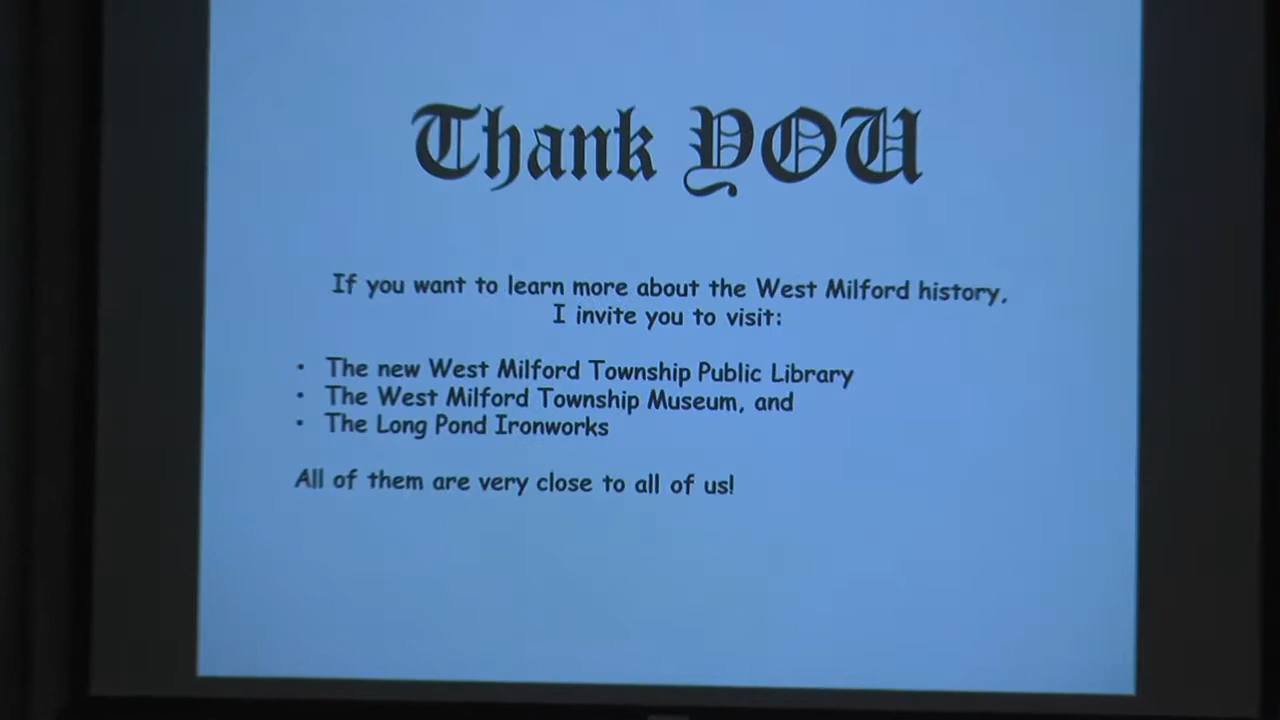 Thank YOU
If you want to learn more about the West Milford history,
I invite you to visit:
• The new West Milford Township Public Library
• The West Milford Township Museum, and
• The Long Pond Ironworks
All of them are very close to all of us!